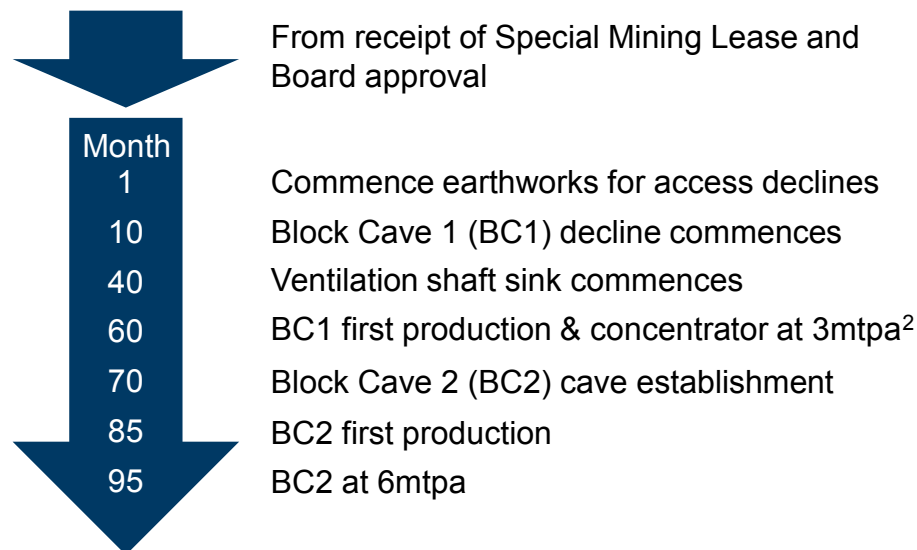 From receipt of Special Mining Lease and
Board approval
Month
1 Commence earthworks for access declines
10 Block Cave 1 (BC1) decline commences
40 Ventilation shaft sink commences
60 BC1 first production & concentrator at 3mtpa²
70 Block Cave 2 (BC2) cave establishment
85 BC2 first production
95 BC2 at 6mtpa